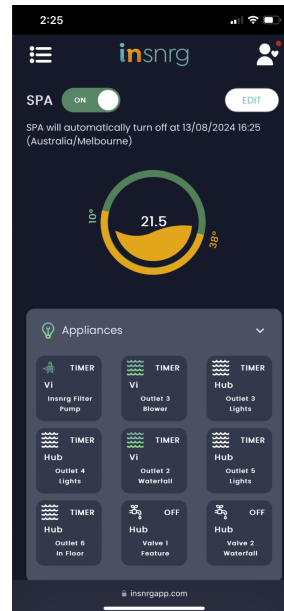 2:25
insnrg
SPA ON EDIT
SPA will automatically turn off at 13/08/2024 16:25
(Australia/Melbourne)
10°
21.5
38°
Appliances
TIMER TIMER TIMER
Vi Vi Hub
Insnrg Filter Outlet 3 Outlet 3
Pump Blower Lights
TIMER TIMER TIMER
Hub Vi Hub
Outlet 4 Outlet 2 Outlet 5
Lights Waterfall Lights
TIMER OFF OFF
Hub Hub Hub
Outlet 6 Valve 1 Valve 2
In Floor Feature Waterfall
insnrgapp.com